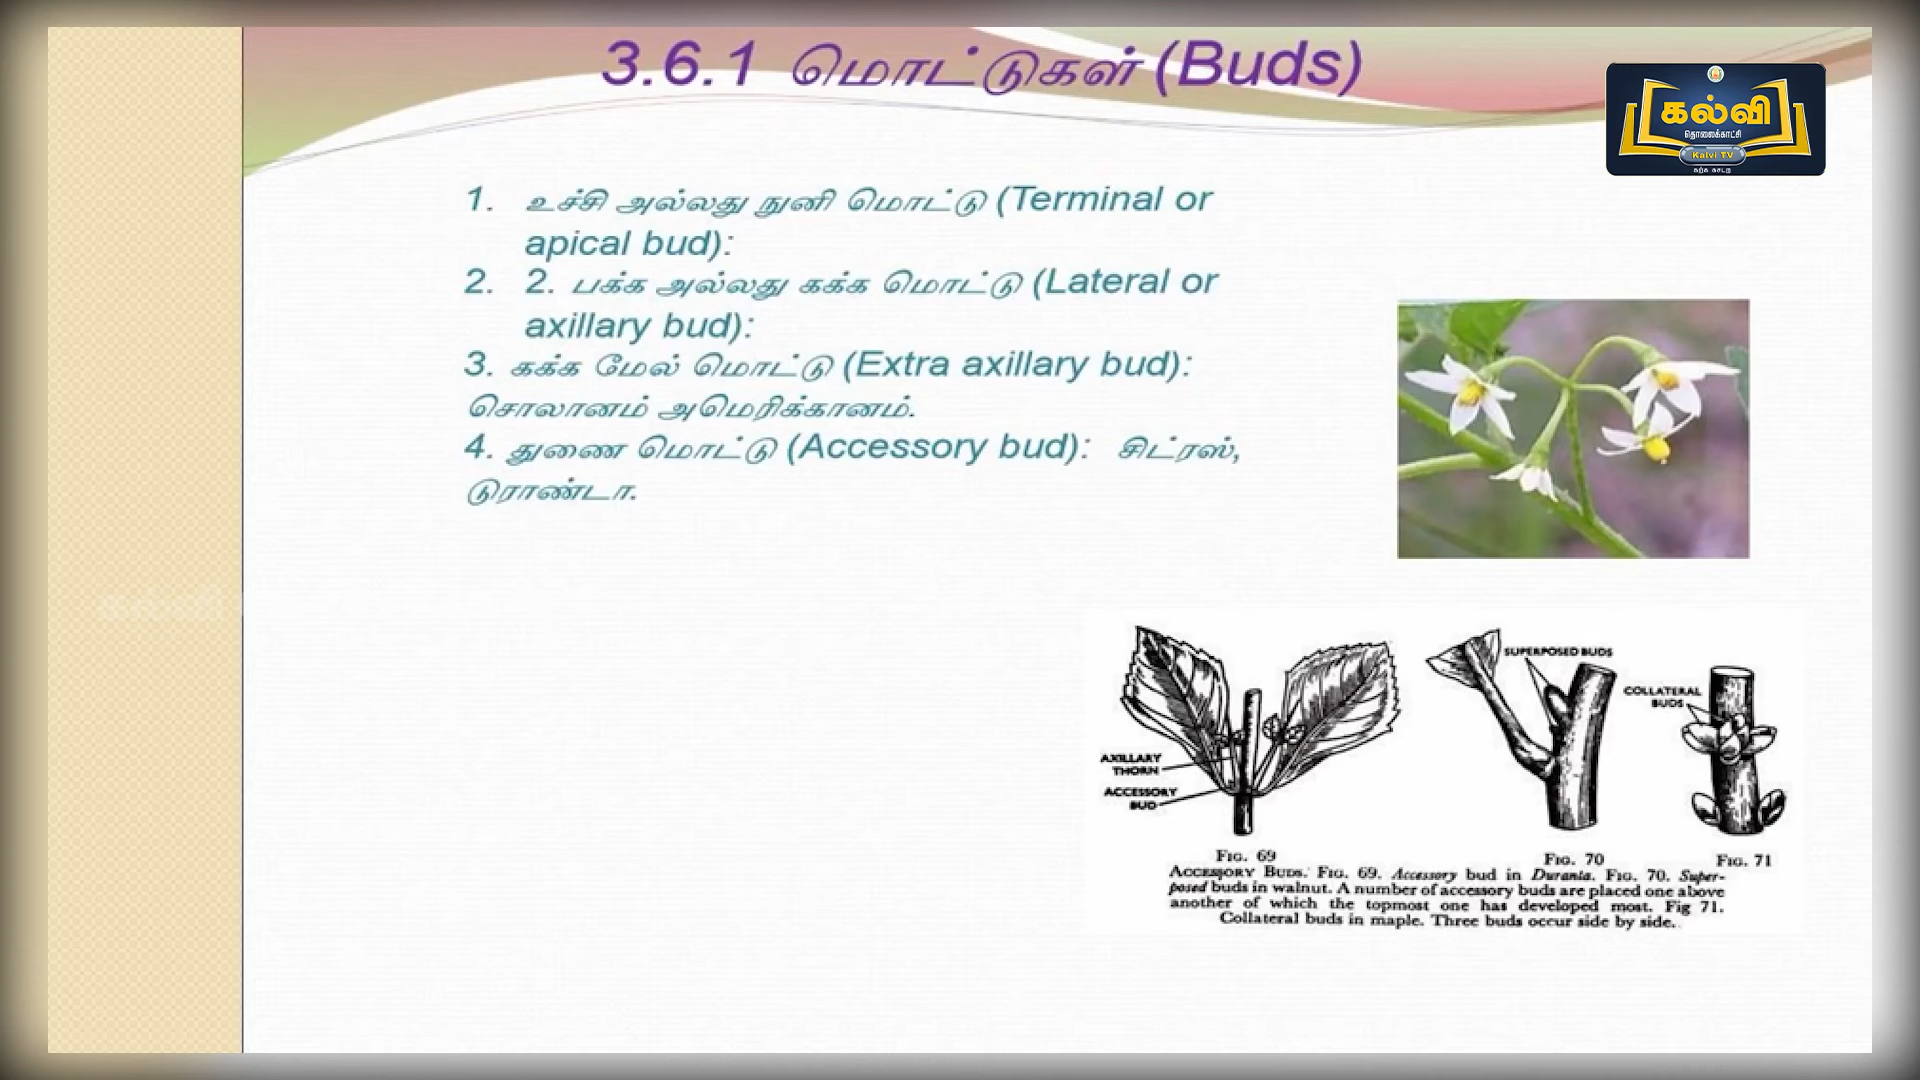 3.6.1 மொட்டுகள் (Buds)
கல்வி
தொலைக்காட்சி
Kalvi TV
கற்க கசடற
1. உச்சி அல்லது நுனி மொட்டு (Terminal or
apical bud):
2. 2. பக்க அல்லது கக்க மொட்டு (Lateral or
axillary bud):
3. கக்க மேல் மொட்டு (Extra axillary bud):
சொலானம் அமெரிக்கானம்.
4. துணை மொட்டு (Accessory bud): சிட்ரஸ்,
டுராண்டா.
கல்வி
SUPERPOSED BUDS
COLLATERAL
BUDS
AXILLARY
THORN
ACCESSORY
BUD
FIG. 69
FIG. 70
FIG. 71
ACCESSORY BUDS. FIG. 69. Accessory bud in Duranta. FIG. 70. Super-
posed buds in walnut. A number of accessory buds are placed one above
another of which the topmost one has developed most. Fig 71.
Collateral buds in maple. Three buds occur side by side.